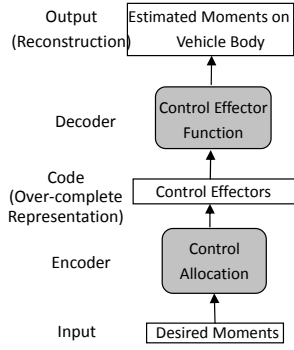 Output
(Reconstruction)
Estimated Moments on
Vehicle Body
Decoder
Control Effector
Function
Code
(Over-complete
Representation)
Control Effectors
Encoder
Control
Allocation
Input
Desired Moments